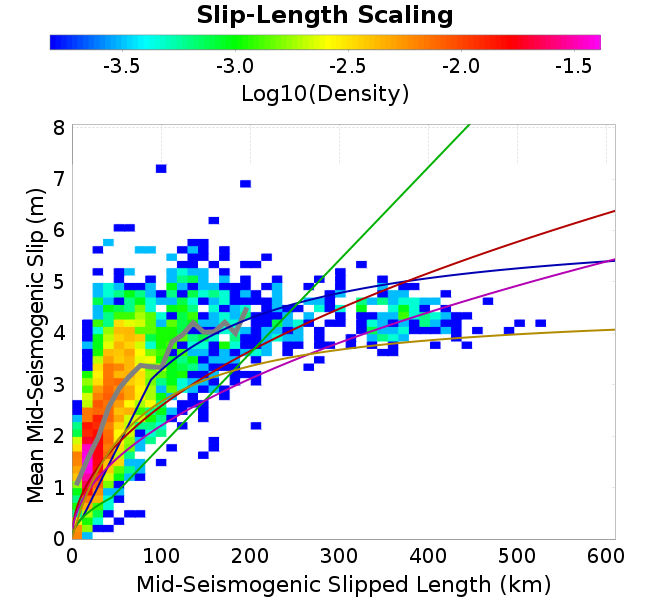 Slip-Length Scaling
-3.5 -3.0 -2.5 -2.0 -1.5
Log10(Density)
8
7
6
5
4
3
2
1
0
Mean Mid-Seismogenic Slip (m)
0 100 200 300 400 500 600
Mid-Seismogenic Slipped Length (km)